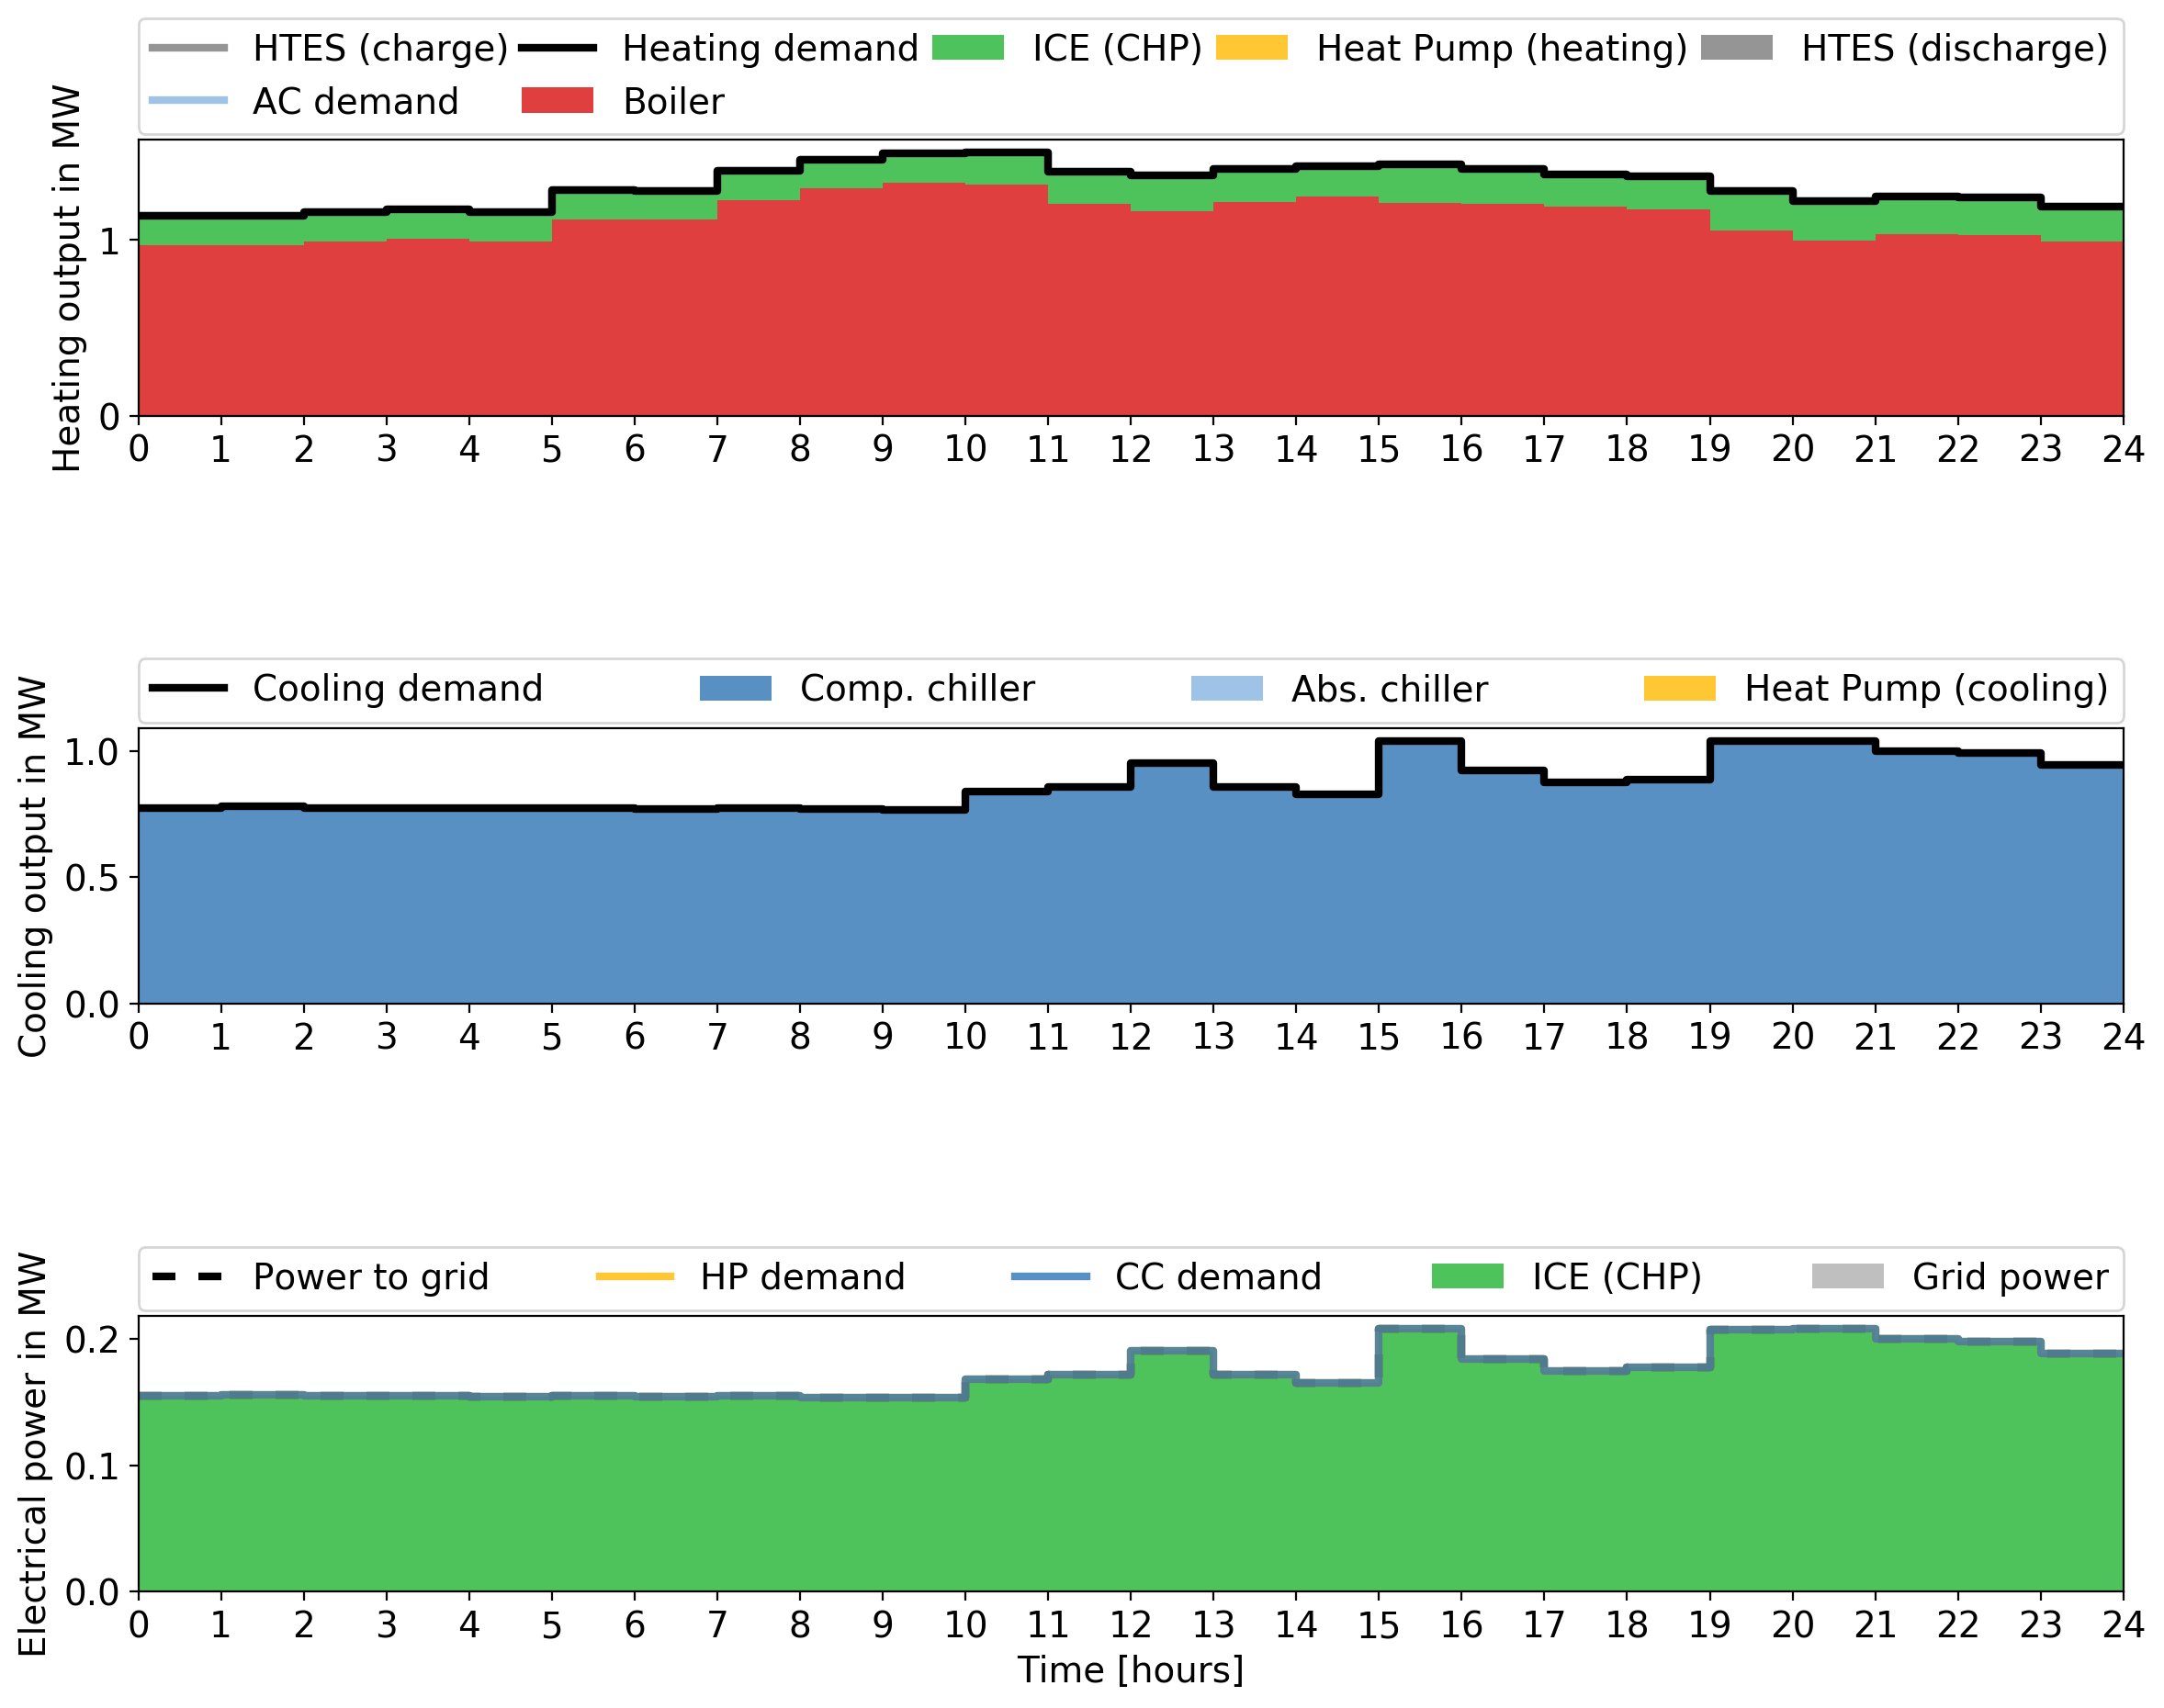 HTES (charge) Heating demand ICE (CHP) Heat Pump (heating) HTES (discharge)
AC demand Boiler
Heating output in MW
1
0
0 1 2 3 4 5 6 7 8 9 10 11 12 13 14 15 16 17 18 19 20 21 22 23 24
Cooling demand Comp. chiller Abs. chiller Heat Pump (cooling)
Cooling output in MW
1.0
0.5
0.0
0 1 2 3 4 5 6 7 8 9 10 11 12 13 14 15 16 17 18 19 20 21 22 23 24
Power to grid HP demand CC demand ICE (CHP) Grid power
Electrical power in MW
0.2
0.1
0.0
0 1 2 3 4 5 6 7 8 9 10 11 12 13 14 15 16 17 18 19 20 21 22 23 24
Time [hours]